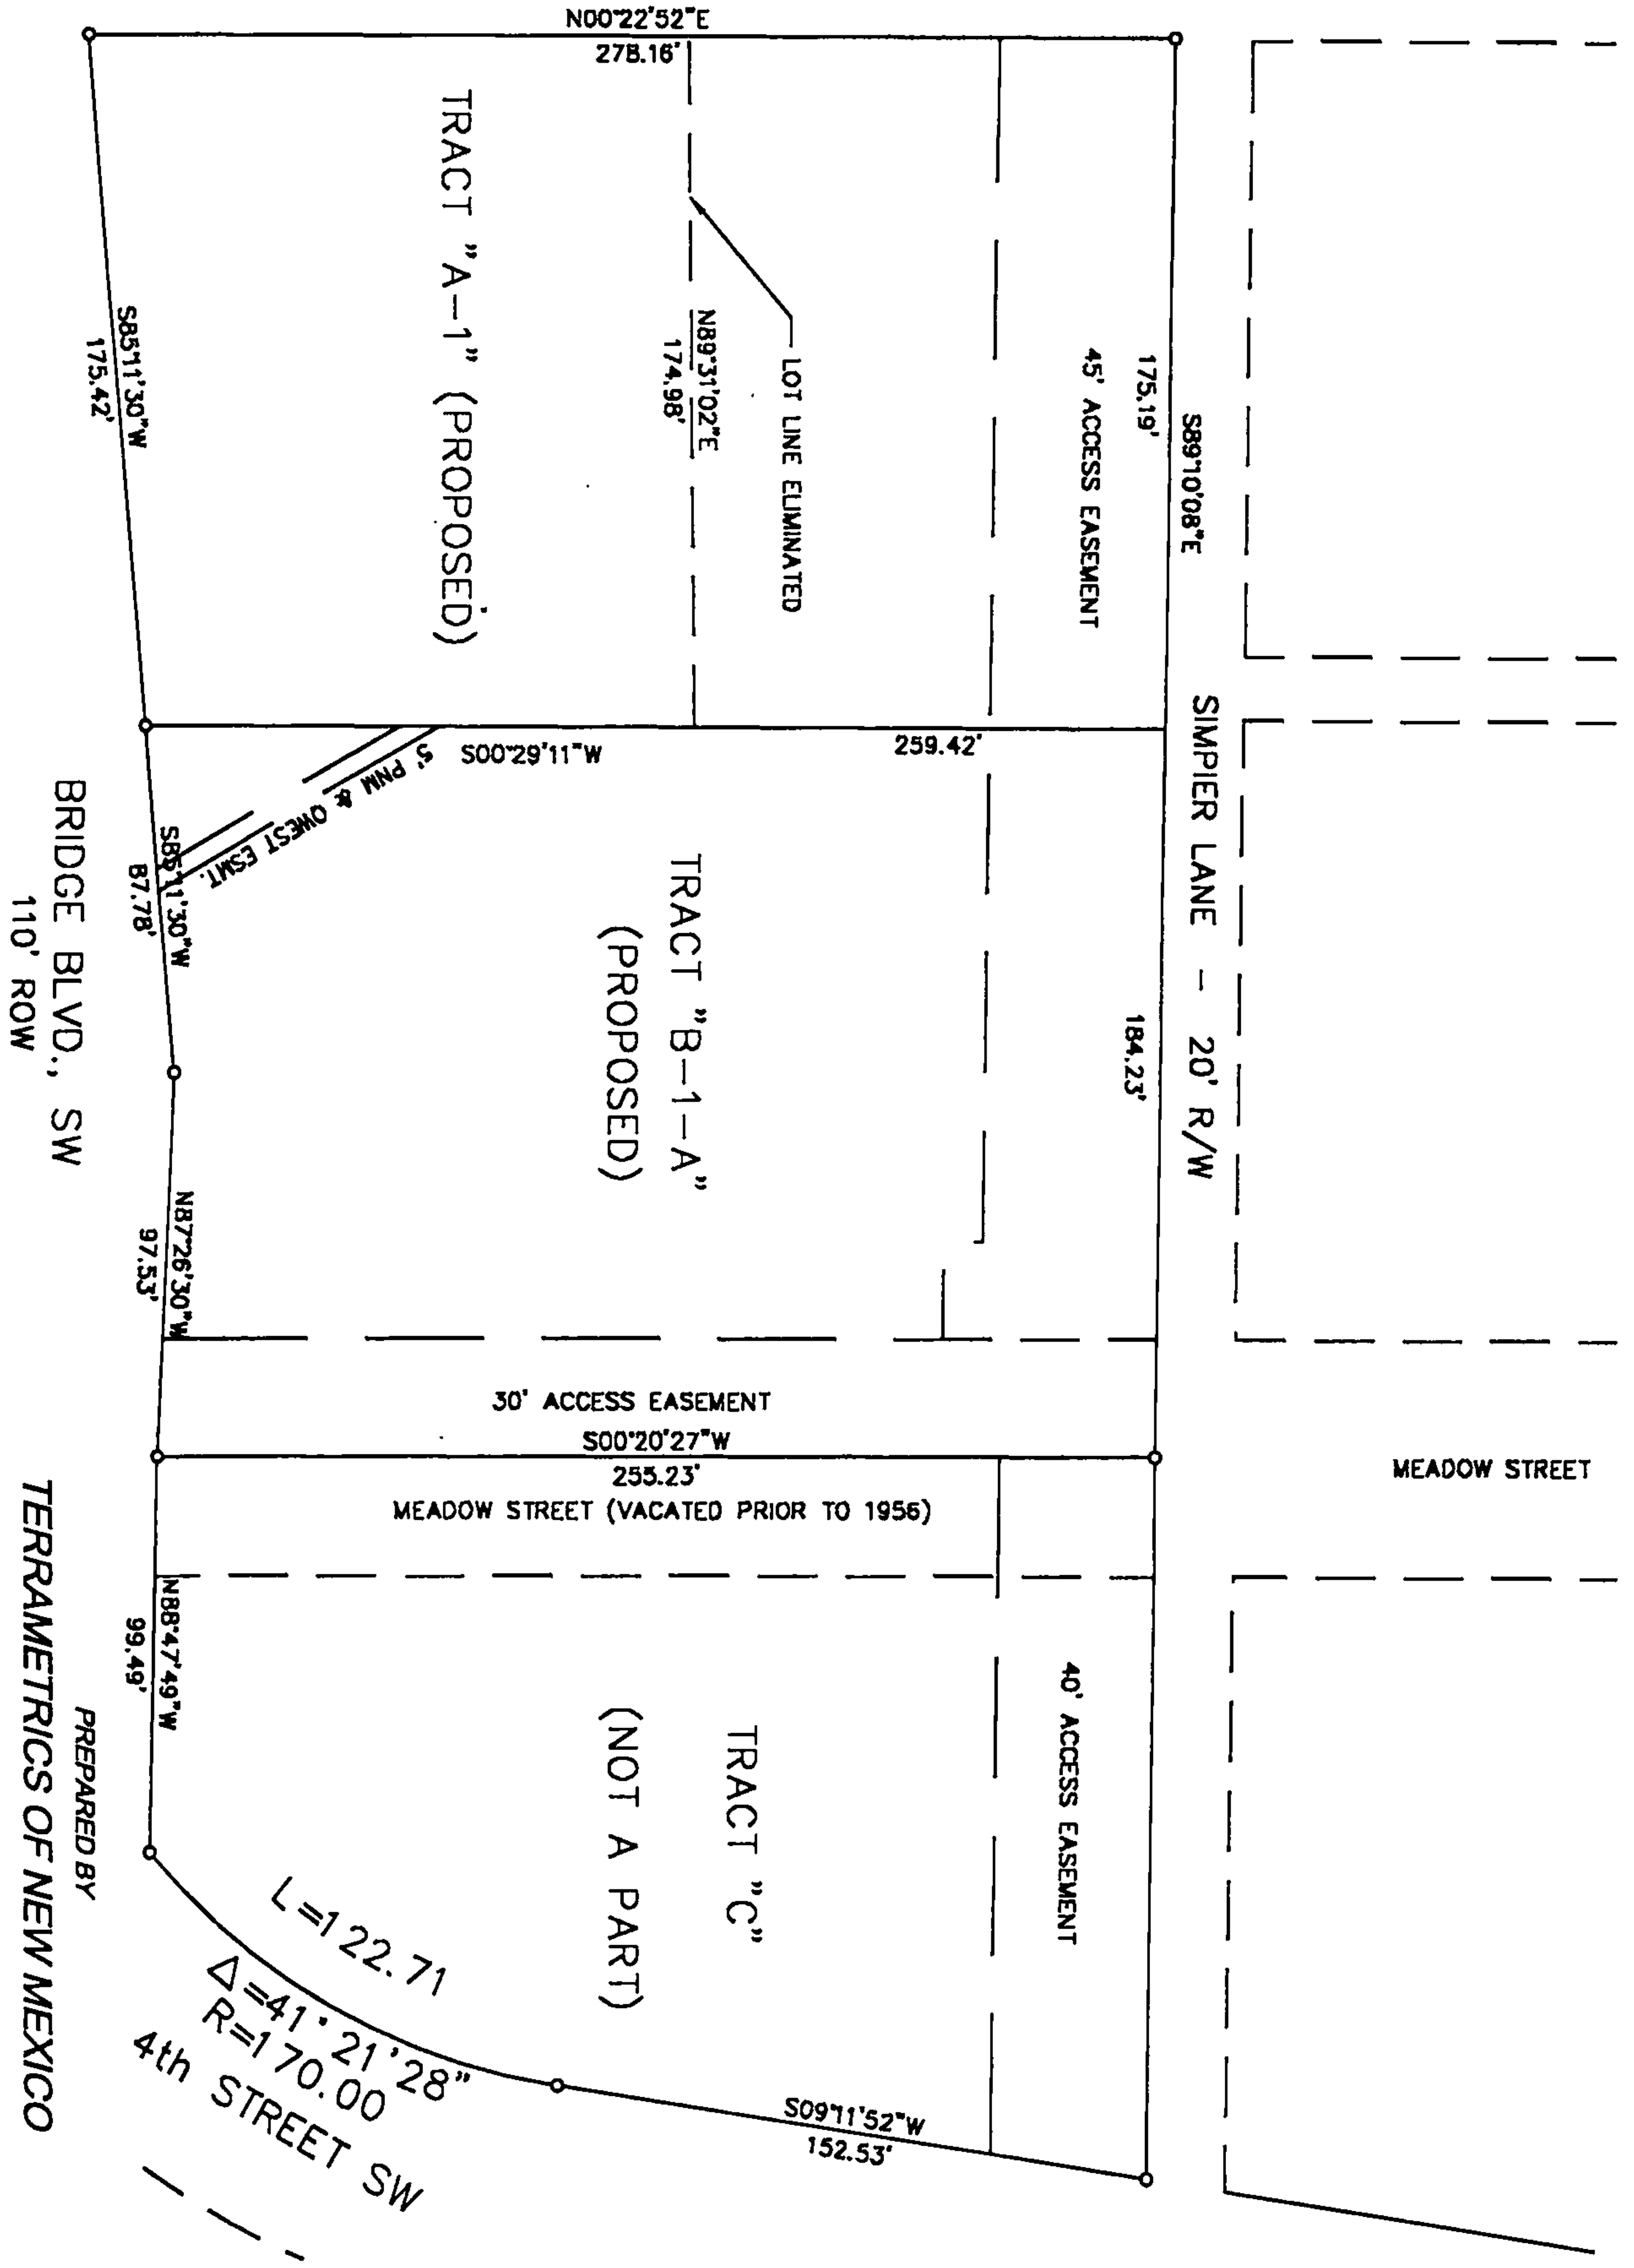 N00°22'52"E
278.16'
S89°10'08"E
175.19'
45' ACCESS EASEMENT
LOT LINE ELIMINATED
N89°31'02"E
174.98'
TRACT "A-1" (PROPOSED)
S85°11'30"W
175.42'
SIMPIER LANE - 20' R/W
184.23'
259.42'
S00°29'11"W
5' PNM & QWEST ESMT.
TRACT "B-1-A"
(PROPOSED)
S85°11'30"W
87.78'
BRIDGE BLVD., SW
110' ROW
N87°26'30"W
97.53'
30' ACCESS EASEMENT
S00°20'27"W
255.23'
MEADOW STREET (VACATED PRIOR TO 1956)
MEADOW STREET
40' ACCESS EASEMENT
TRACT "C"
(NOT A PART)
N88°47'49"W
99.49'
L=122.71
Δ=41°21'28"
R=170.00
4th STREET SW
S09°11'52"W
152.53'
PREPARED BY
TERRAMETRICS OF NEW MEXICO